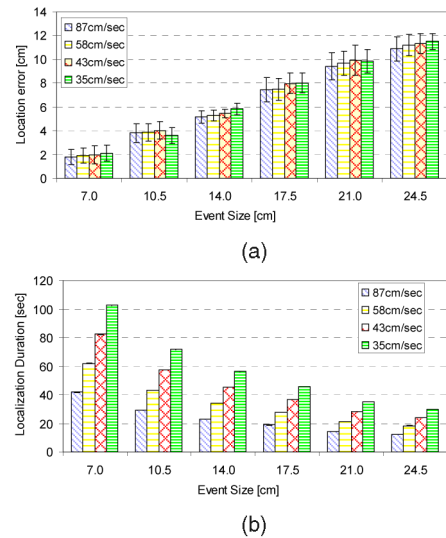 14
12
10
8
6
4
2
0
Location error [cm]
87cm/sec
58cm/sec
43cm/sec
35cm/sec
7.0 10.5 14.0 17.5 21.0 24.5
Event Size [cm]
(a)
120
100
80
60
40
20
0
Localization Duration [sec]
87cm/sec
58cm/sec
43cm/sec
35cm/sec
7.0 10.5 14.0 17.5 21.0 24.5
Event Size [cm]
(b)